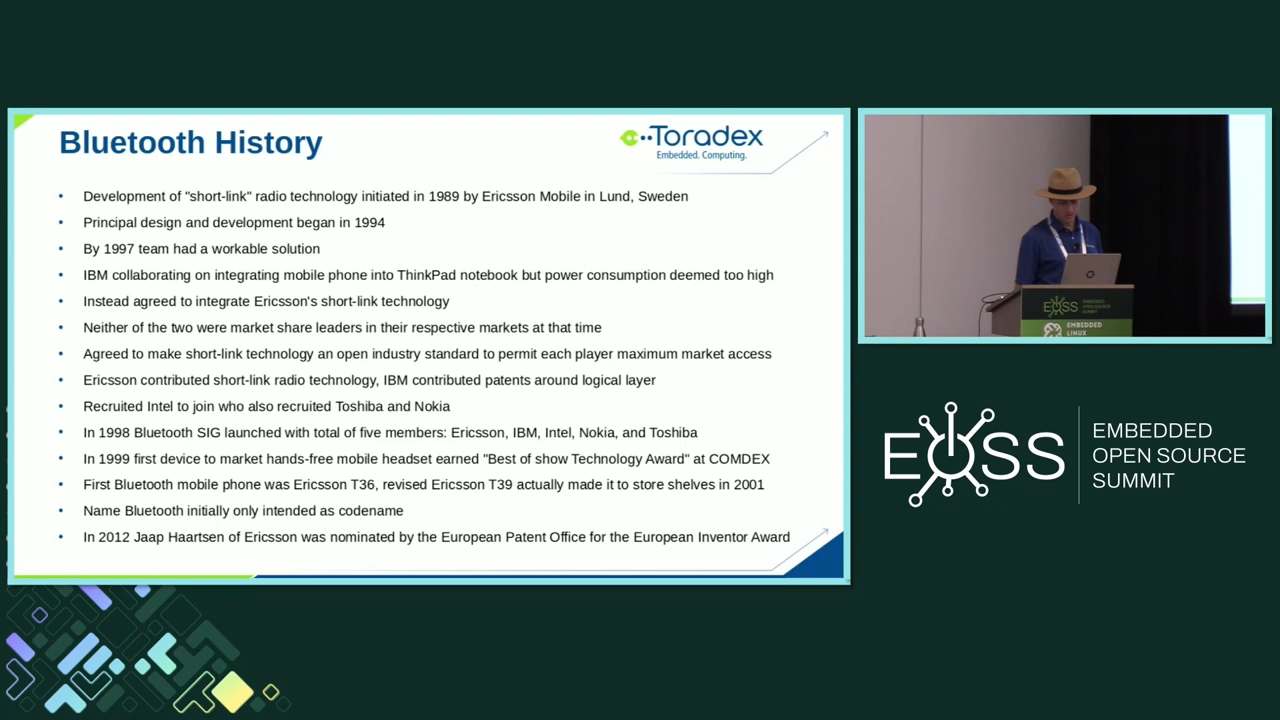 Bluetooth History
Toradex
Embedded. Computing.
• Development of "short-link" radio technology initiated in 1989 by Ericsson Mobile in Lund, Sweden
• Principal design and development began in 1994
• By 1997 team had a workable solution
• IBM collaborating on integrating mobile phone into ThinkPad notebook but power consumption deemed too high
• Instead agreed to integrate Ericsson's short-link technology
• Neither of the two were market share leaders in their respective markets at that time
• Agreed to make short-link technology an open industry standard to permit each player maximum market access
• Ericsson contributed short-link radio technology, IBM contributed patents around logical layer
• Recruited Intel to join who also recruited Toshiba and Nokia
• In 1998 Bluetooth SIG launched with total of five members: Ericsson, IBM, Intel, Nokia, and Toshiba
• In 1999 first device to market hands-free mobile headset earned "Best of show Technology Award" at COMDEX
• First Bluetooth mobile phone was Ericsson T36, revised Ericsson T39 actually made it to store shelves in 2001
• Name Bluetooth initially only intended as codename
• In 2012 Jaap Haartsen of Ericsson was nominated by the European Patent Office for the European Inventor Award
EOSS
EMBEDDED
OPEN SOURCE
SUMMIT
EMBEDDED
LINUX
EOSS
EMBEDDED
OPEN SOURCE
SUMMIT